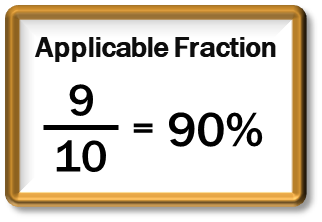 Applicable Fraction
9
10
= 90%